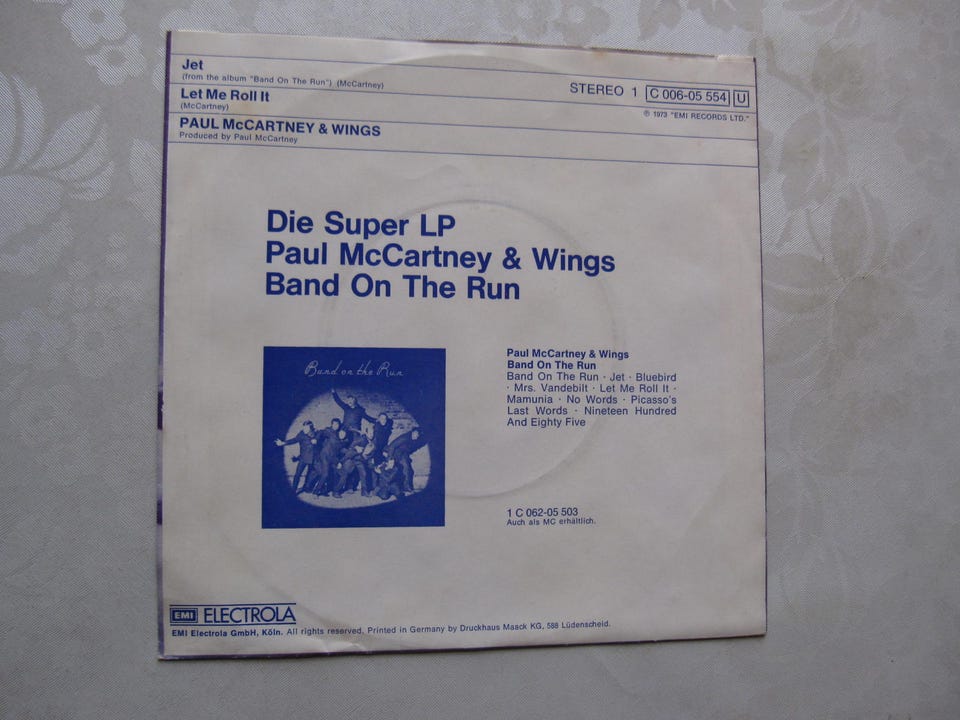 Jet
(from the album "Band On The Run") (McCartney)
Let Me Roll It
(McCartney)
PAUL McCARTNEY & WINGS
Produced by Paul McCartney
STEREO 1 C 006-05 554 U
℗ 1973 "EMI RECORDS LTD."
Die Super LP
Paul McCartney & Wings
Band On The Run
Band on the Run
Paul McCartney & Wings
Band On The Run
Band On The Run · Jet · Bluebird
· Mrs. Vandebilt · Let Me Roll It ·
Mamunia · No Words · Picasso's
Last Words · Nineteen Hundred
And Eighty Five
1 C 062-05 503
Auch als MC erhältlich.
EMI ELECTROLA
EMI Electrola GmbH, Köln. All rights reserved. Printed in Germany by Druckhaus Maack KG, 588 Lüdenscheid.